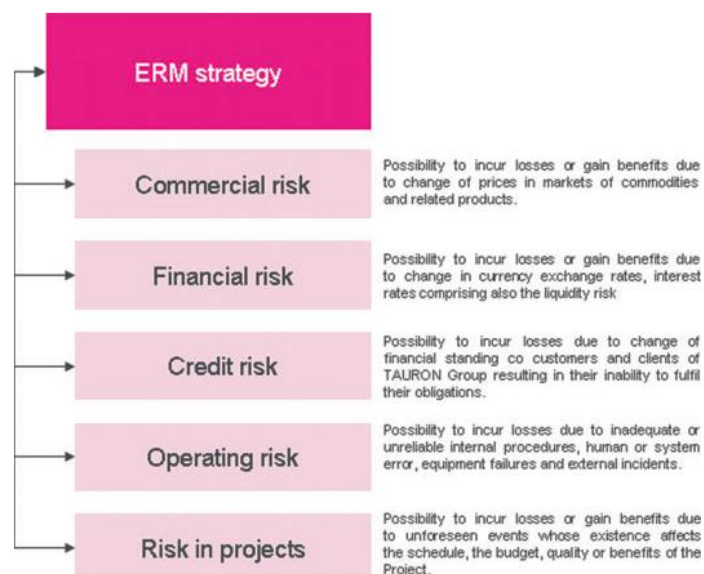 ERM strategy
Commercial risk
Possibility to incur losses or gain benefits due
to change of prices in markets of commodities
and related products.
Financial risk
Possibility to incur losses or gain benefits due
to change in currency exchange rates, interest
rates comprising also the liquidity risk
Credit risk
Possibility to incur losses due to change of
financial standing co customers and clients of
TAURON Group resulting in their inability to fulfil
their obligations.
Operating risk
Possibility to incur losses due to inadequate or
unreliable internal procedures, human or system
error, equipment failures and external incidents.
Risk in projects
Possibility to incur losses or gain benefits due
to unforeseen events whose existence affects
the schedule, the budget, quality or benefits of the
Project.